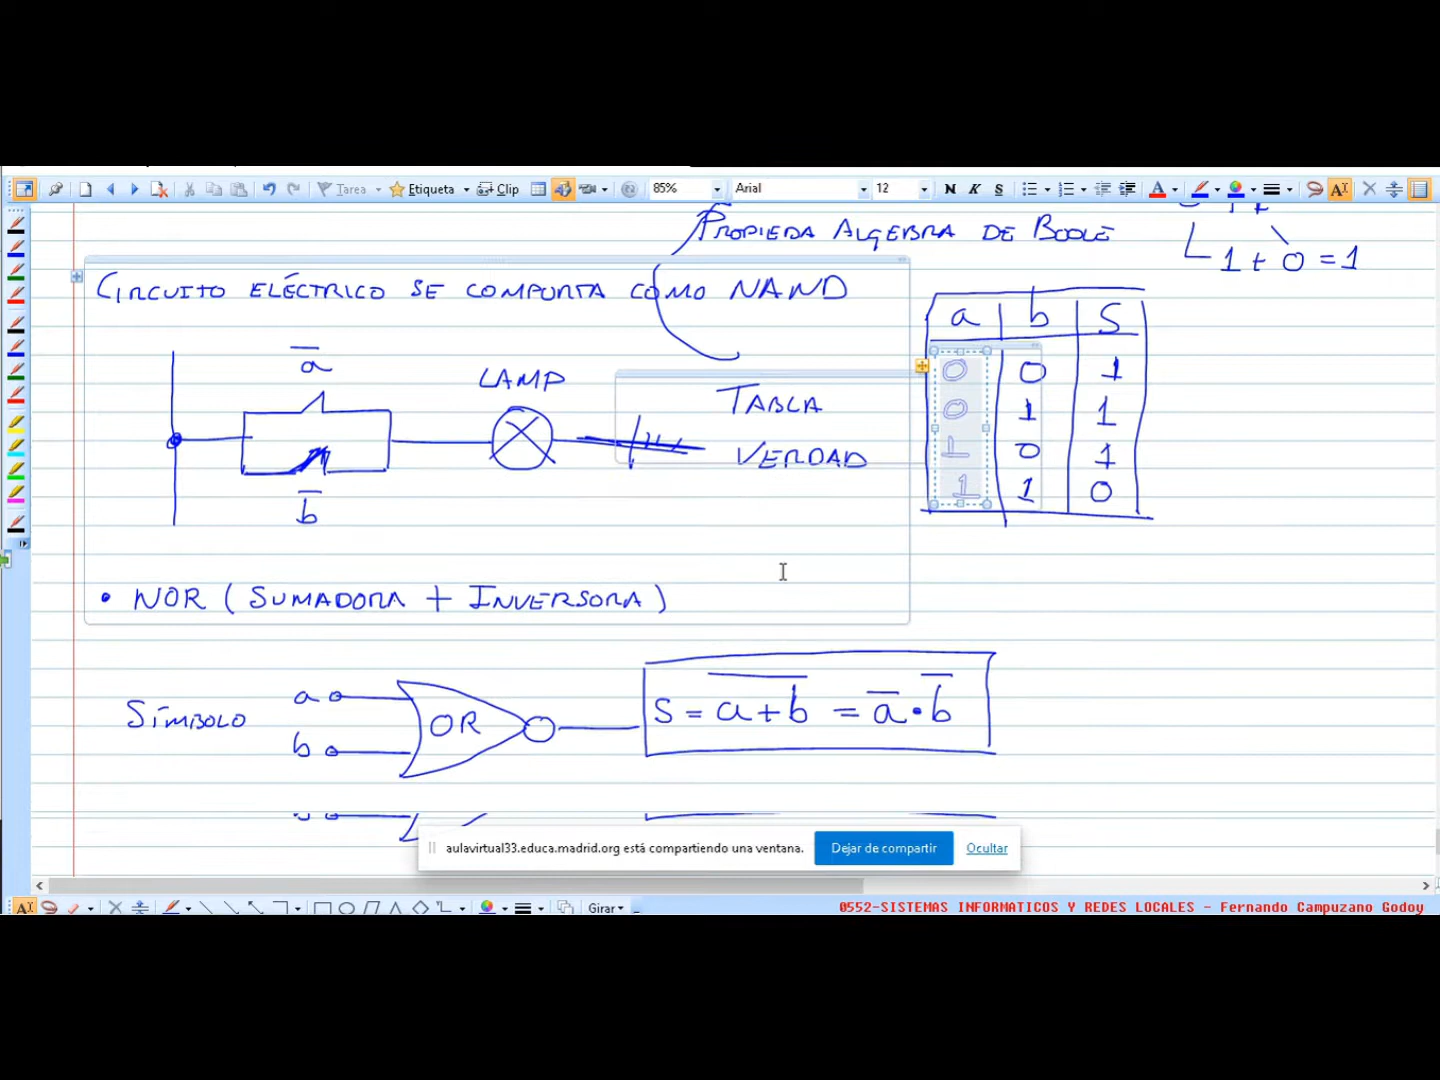 Tarea Etiqueta Clip 85% Arial 12 N K S A
PROPIEDA ALGEBRA DE BOOLE
1 + 0 = 1
CIRCUITO ELÉCTRICO SE COMPORTA COMO NAND
a b S
a̅
LAMP
0 0 1
TABLA
0 1 1
VERDAD
1 0 1
1 1 0
b̅
• NOR ( SUMADORA + INVERSORA )
SÍMBOLO
a
b
OR
S = \overline{a+b} = \overline{a} • \overline{b}
aulavirtual33.educa.madrid.org está compartiendo una ventana. Dejar de compartir Ocultar
Girar
0552-SISTEMAS INFORMATICOS Y REDES LOCALES - Fernando Campuzano Godoy